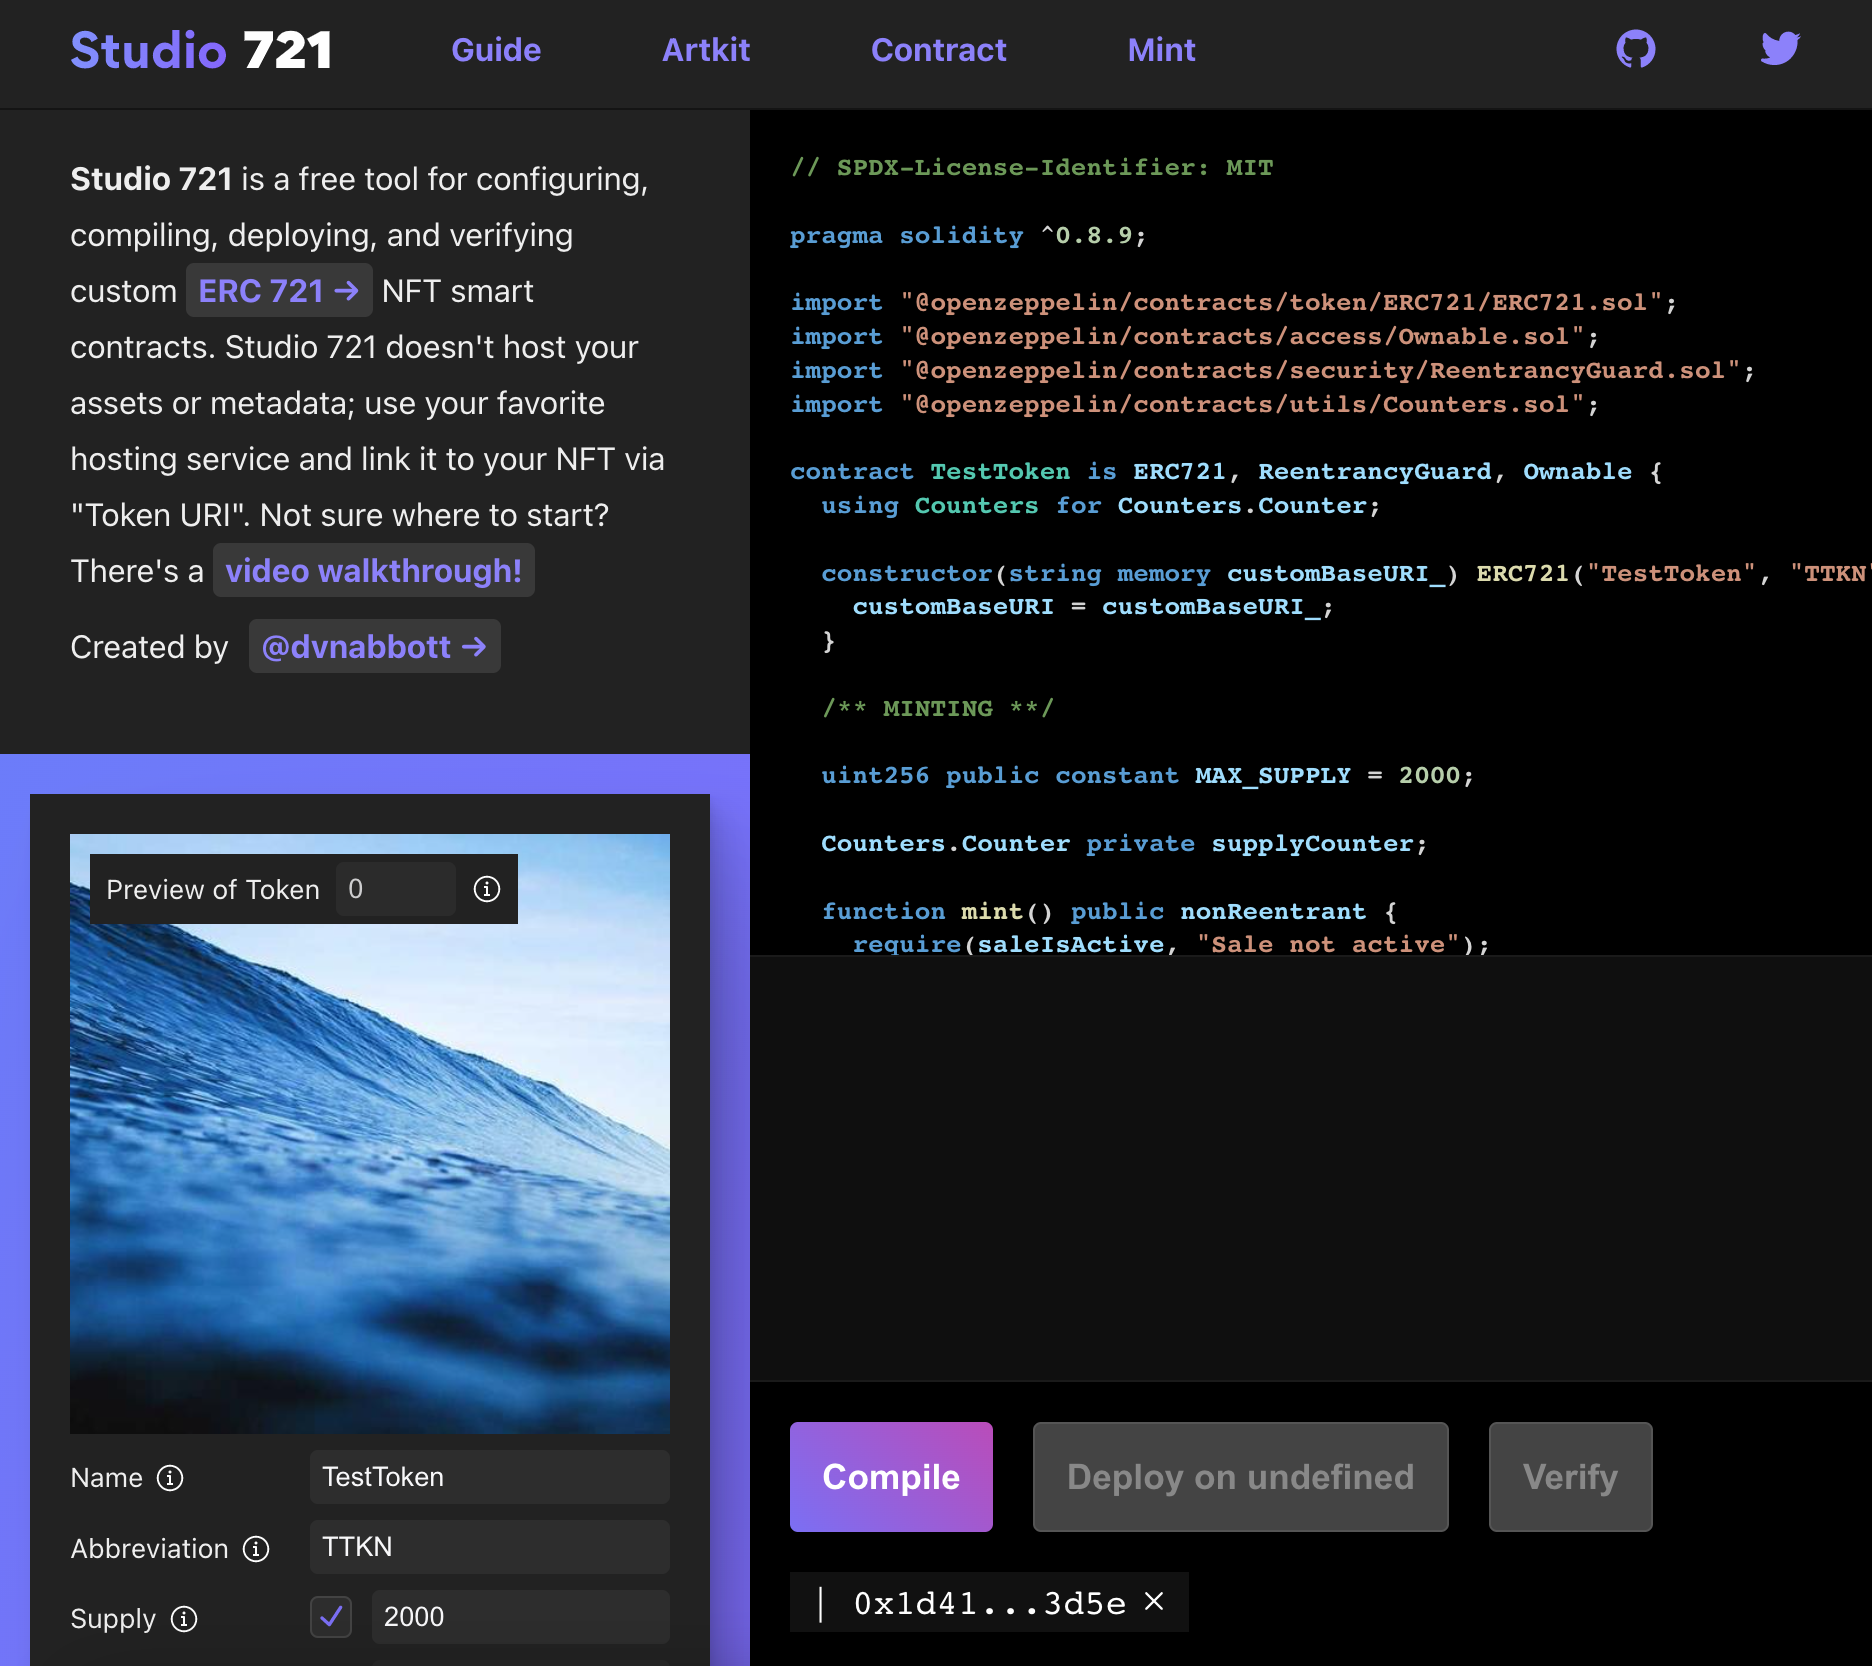 Studio 721
Guide
Artkit
Contract
Mint
Studio 721 is a free tool for configuring,
compiling, deploying, and verifying
custom ERC 721 → NFT smart
contracts. Studio 721 doesn't host your
assets or metadata; use your favorite
hosting service and link it to your NFT via
"Token URI". Not sure where to start?
There's a video walkthrough!
Created by @dvnabbott →
Preview of Token 0
Name TestToken
Abbreviation TTKN
Supply 2000
// SPDX-License-Identifier: MIT
pragma solidity ^0.8.9;
import "@openzeppelin/contracts/token/ERC721/ERC721.sol";
import "@openzeppelin/contracts/access/Ownable.sol";
import "@openzeppelin/contracts/security/ReentrancyGuard.sol";
import "@openzeppelin/contracts/utils/Counters.sol";
contract TestToken is ERC721, ReentrancyGuard, Ownable {
using Counters for Counters.Counter;
constructor(string memory customBaseURI_) ERC721("TestToken", "TTKN"
customBaseURI = customBaseURI_;
}
/** MINTING **/
uint256 public constant MAX_SUPPLY = 2000;
Counters.Counter private supplyCounter;
function mint() public nonReentrant {
require(saleIsActive, "Sale not active");
Compile
Deploy on undefined
Verify
| 0x1d41...3d5e ×